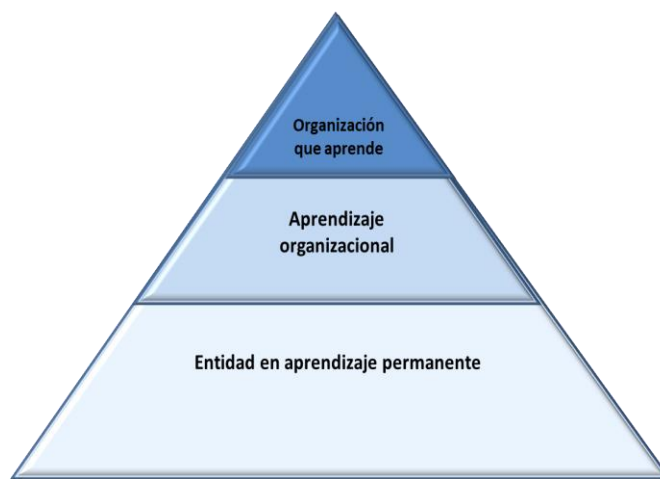 Organización
que aprende
Aprendizaje
organizacional
Entidad en aprendizaje permanente